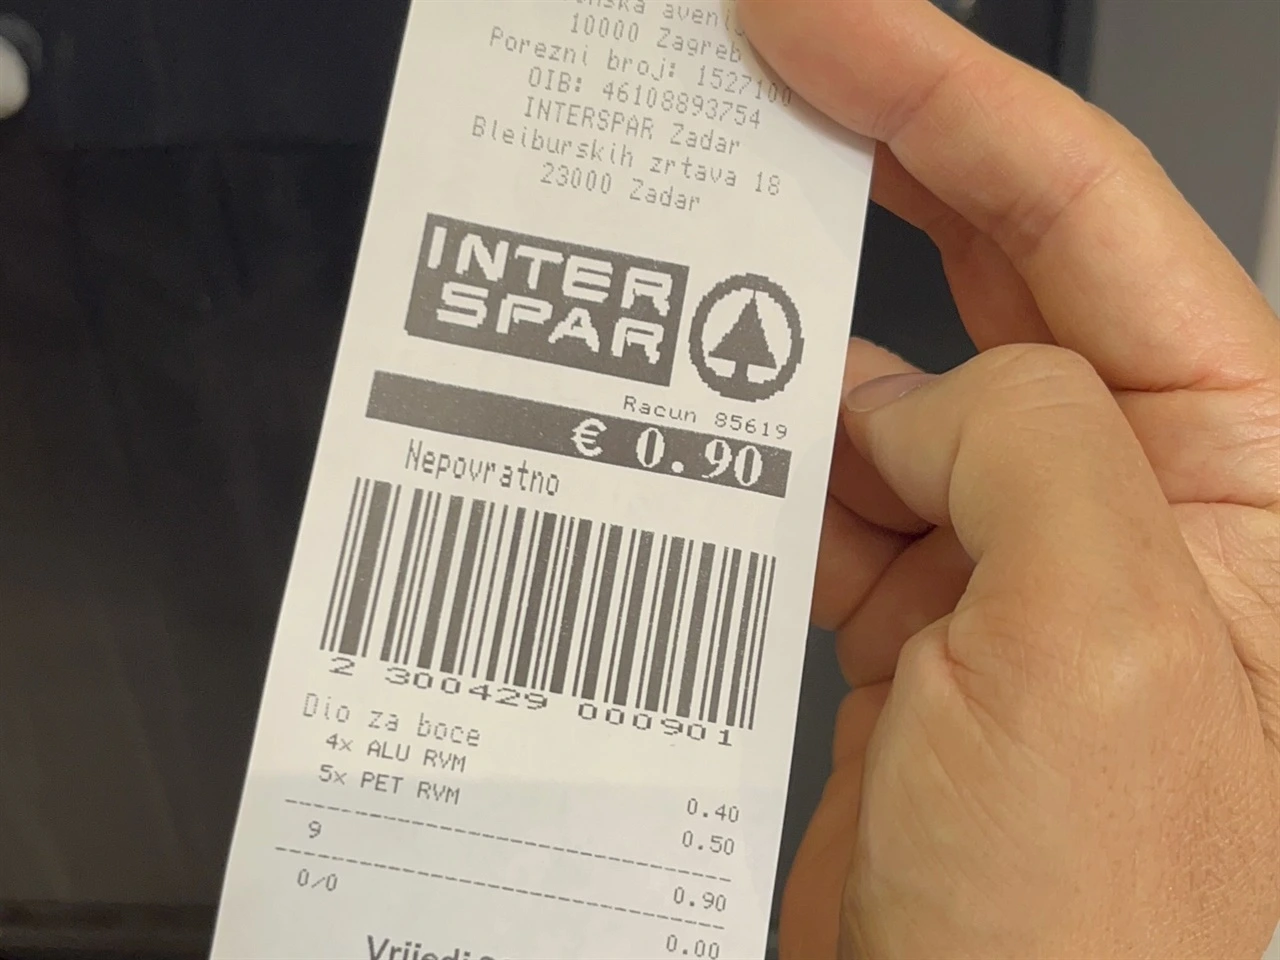 10000 Zagreb
Porezni broj: 1527100
OIB: 46108893754
INTERSPAR Zadar
Bleiburskih zrtava 18
23000 Zadar
INTER
SPAR
Racun 85619
€ 0.90
Nepovratno
2 300429 000901
Dio za boce
4x ALU RVM 0.40
5x PET RVM 0.50
9 0.90
0/0 0.00
Vrijedi